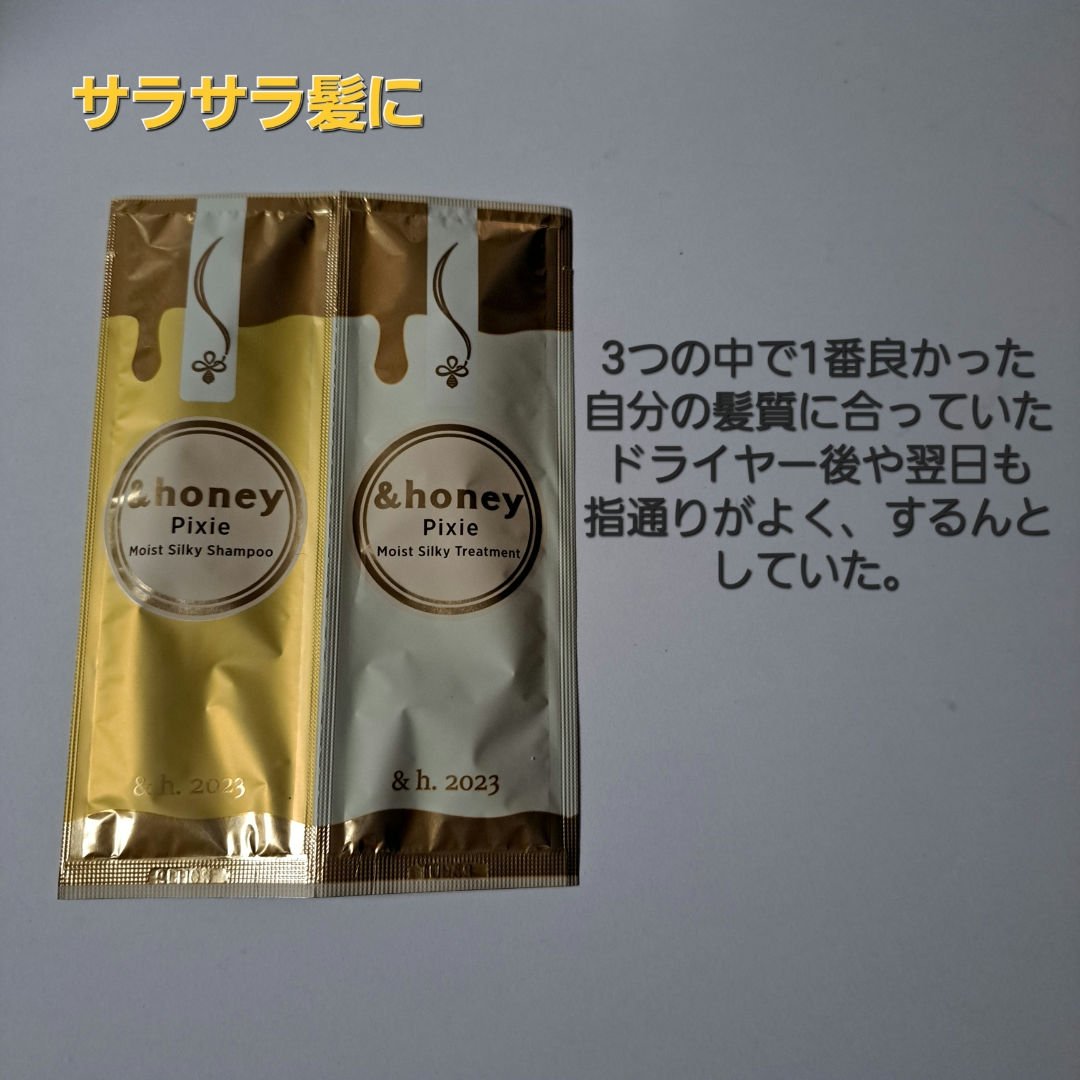 サラサラ髪に
&honey
Pixie
Moist Silky Shampoo
& h. 2023
&honey
Pixie
Moist Silky Treatment
& h. 2023
3つの中で1番良かった
自分の髪質に合っていた
ドライヤー後や翌日も
指通りがよく、するんと
していた。